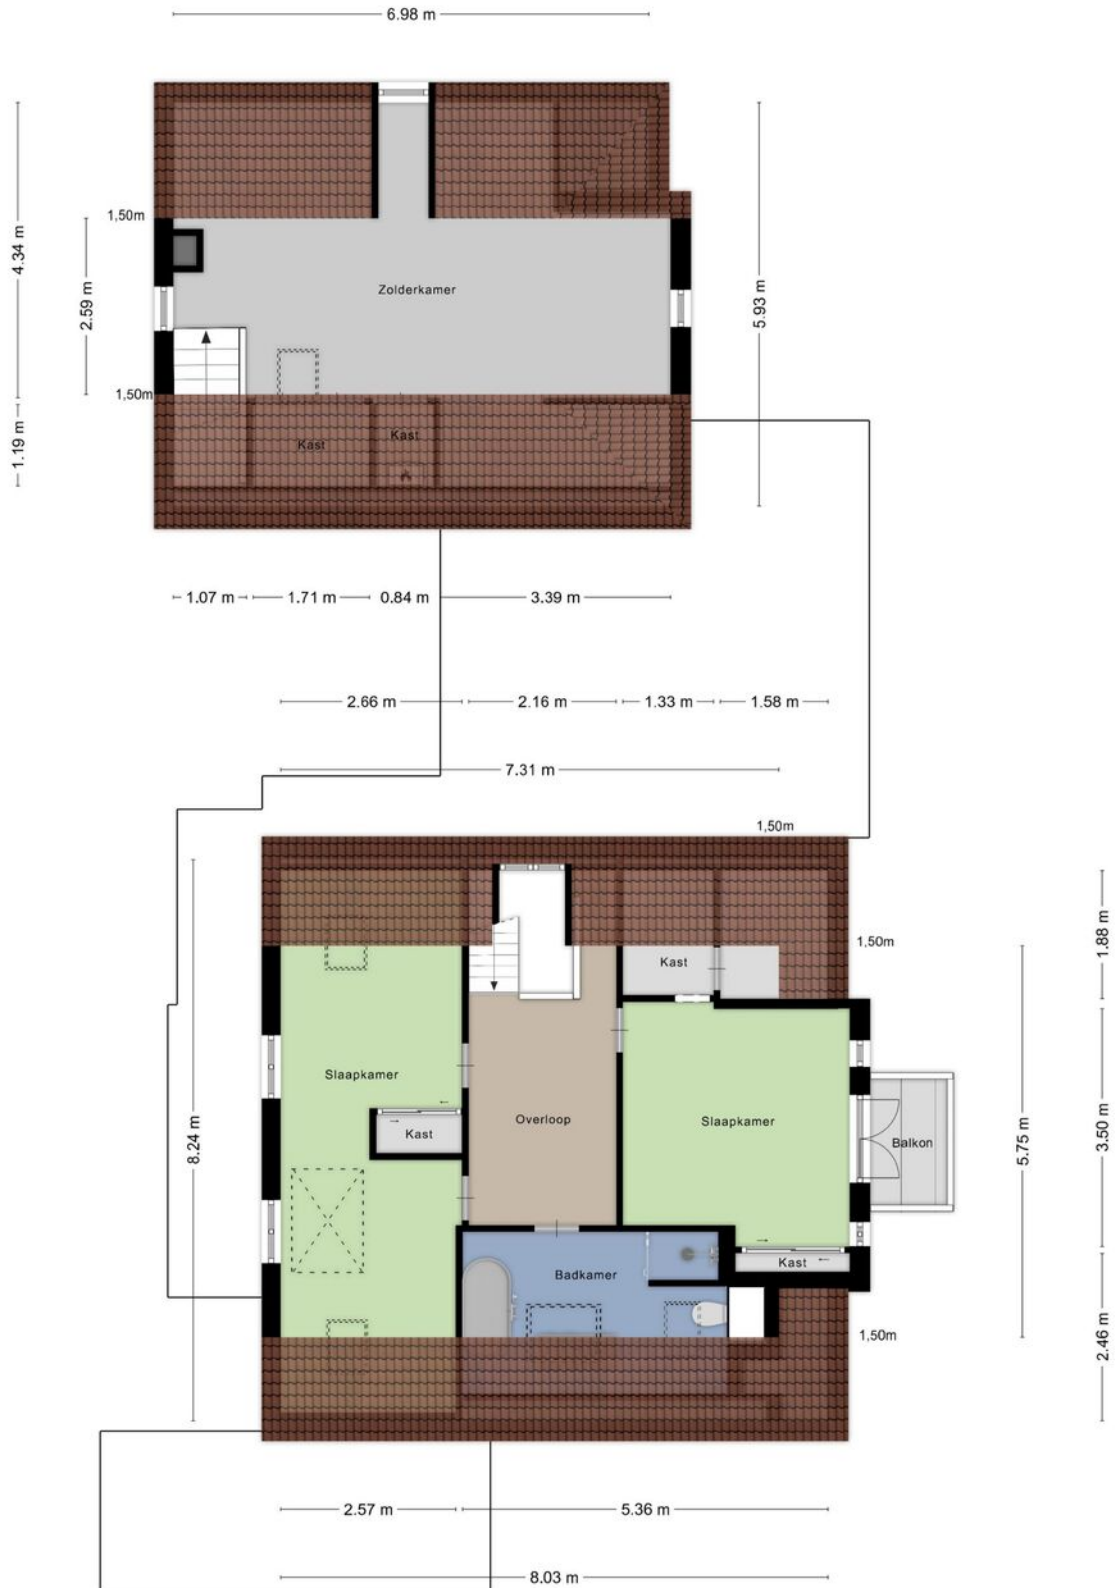 6.98 m
1,50m
4.34 m
2.59 m
Zolderkamer
5.93 m
1,50m
1.19 m
Kast
Kast
1.07 m
1.71 m
0.84 m
3.39 m
2.66 m
2.16 m
1.33 m
1.58 m
7.31 m
1,50m
1.88 m
1,50m
Kast
Slaapkamer
Kast
Overloop
Slaapkamer
Balkon
8.24 m
3.50 m
5.75 m
Kast
Badkamer
1,50m
2.46 m
2.57 m
5.36 m
8.03 m